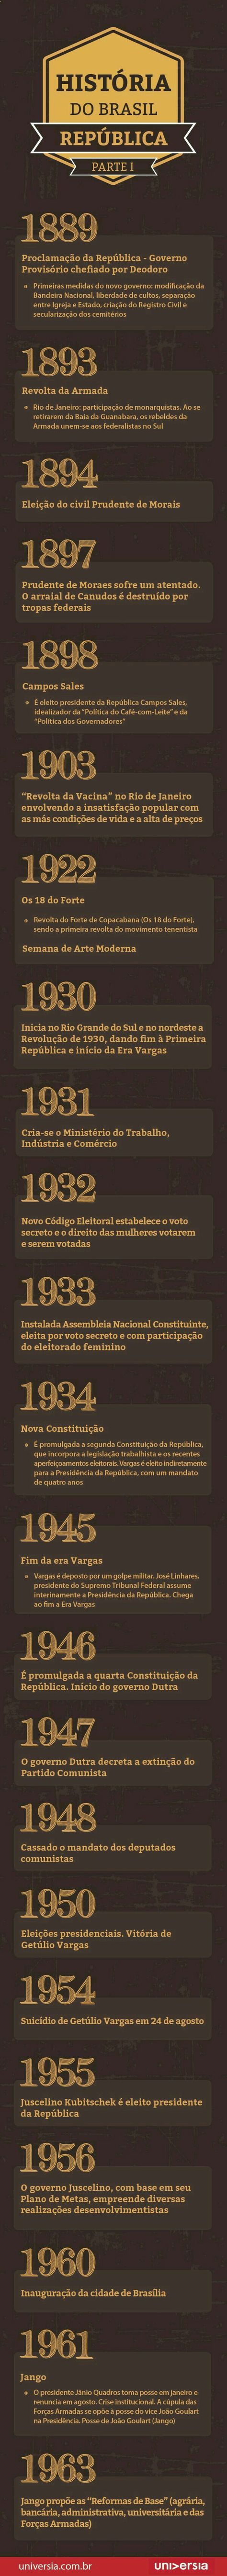 HISTÓRIA
DO BRASIL
REPÚBLICA
PARTE I
1889
Proclamação da República - Governo
Provisório chefiado por Deodoro
Primeiras medidas do novo governo: modificação da
Bandeira Nacional, liberdade de cultos, separação
entre Igreja e Estado, criação do Registro Civil e
secularização dos cemitérios
1893
Revolta da Armada
Rio de Janeiro: participação de monarquistas. Ao se
retirarem da Baía da Guanabara, os rebeldes da
Armada unem-se aos federalistas no Sul
1894
Eleição do civil Prudente de Morais
1897
Prudente de Moraes sofre um atentado.
O arraial de Canudos é destruído por
tropas federais
1898
Campos Sales
É eleito presidente da República Campos Sales,
idealizador da "Política do Café-com-Leite" e da
"Política dos Governadores"
1903
"Revolta da Vacina" no Rio de Janeiro
envolvendo a insatisfação popular com
as más condições de vida e a alta de preços
1922
Os 18 do Forte
Revolta do Forte de Copacabana (Os 18 do Forte),
sendo a primeira revolta do movimento tenentista
Semana de Arte Moderna
1930
Inicia no Rio Grande do Sul e no nordeste a
Revolução de 1930, dando fim à Primeira
República e início da Era Vargas
1931
Cria-se o Ministério do Trabalho,
Indústria e Comércio
1932
Novo Código Eleitoral estabelece o voto
secreto e o direito das mulheres votarem
e serem votadas
1933
Instalada Assembleia Nacional Constituinte,
eleita por voto secreto e com participação
do eleitorado feminino
1934
Nova Constituição
É promulgada a segunda Constituição da República,
que incorpora a legislação trabalhista e os recentes
aperfeiçoamentos eleitorais. Vargas é eleito indiretamente
para a Presidência da República, com um mandato
de quatro anos
1945
Fim da era Vargas
Vargas é deposto por um golpe militar. José Linhares,
presidente do Supremo Tribunal Federal assume
interinamente a Presidência da República. Chega
ao fim a Era Vargas
1946
É promulgada a quarta Constituição da
República. Início do governo Dutra
1947
O governo Dutra decreta a extinção do
Partido Comunista
1948
Cassado o mandato dos deputados
comunistas
1950
Eleições presidenciais. Vitória de
Getúlio Vargas
1954
Suicídio de Getúlio Vargas em 24 de agosto
1955
Juscelino Kubitschek é eleito presidente
da República
1956
O governo Juscelino, com base em seu
Plano de Metas, empreende diversas
realizações desenvolvimentistas
1960
Inauguração da cidade de Brasília
1961
Jango
O presidente Jânio Quadros toma posse em janeiro e
renuncia em agosto. Crise institucional. A cúpula das
Forças Armadas se opõe à posse do vice João Goulart
na Presidência. Posse de João Goulart (Jango)
1963
Jango propõe as "Reformas de Base" (agrária,
bancária, administrativa, universitária e das
Forças Armadas)
universia.com.br
universia